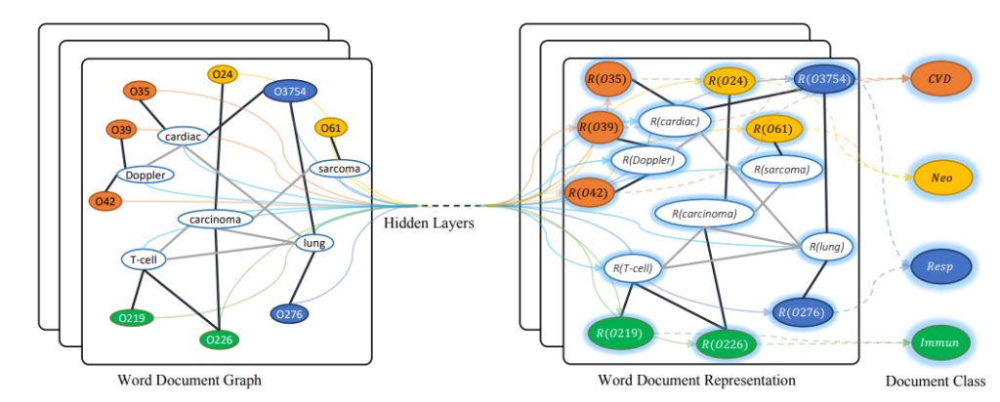 O24
O35
O3754
O39
O61
cardiac
Doppler
sarcoma
O42
carcinoma
lung
T-cell
O219
O276
O226
Word Document Graph
Hidden Layers
R(O35)
R(O24)
R(O3754)
R(O39)
R(cardiac)
R(O61)
R(Doppler)
R(sarcoma)
R(O42)
R(carcinoma)
R(lung)
R(T-cell)
R(O276)
R(O219)
R(O226)
Word Document Representation
CVD
Neo
Resp
Immun
Document Class